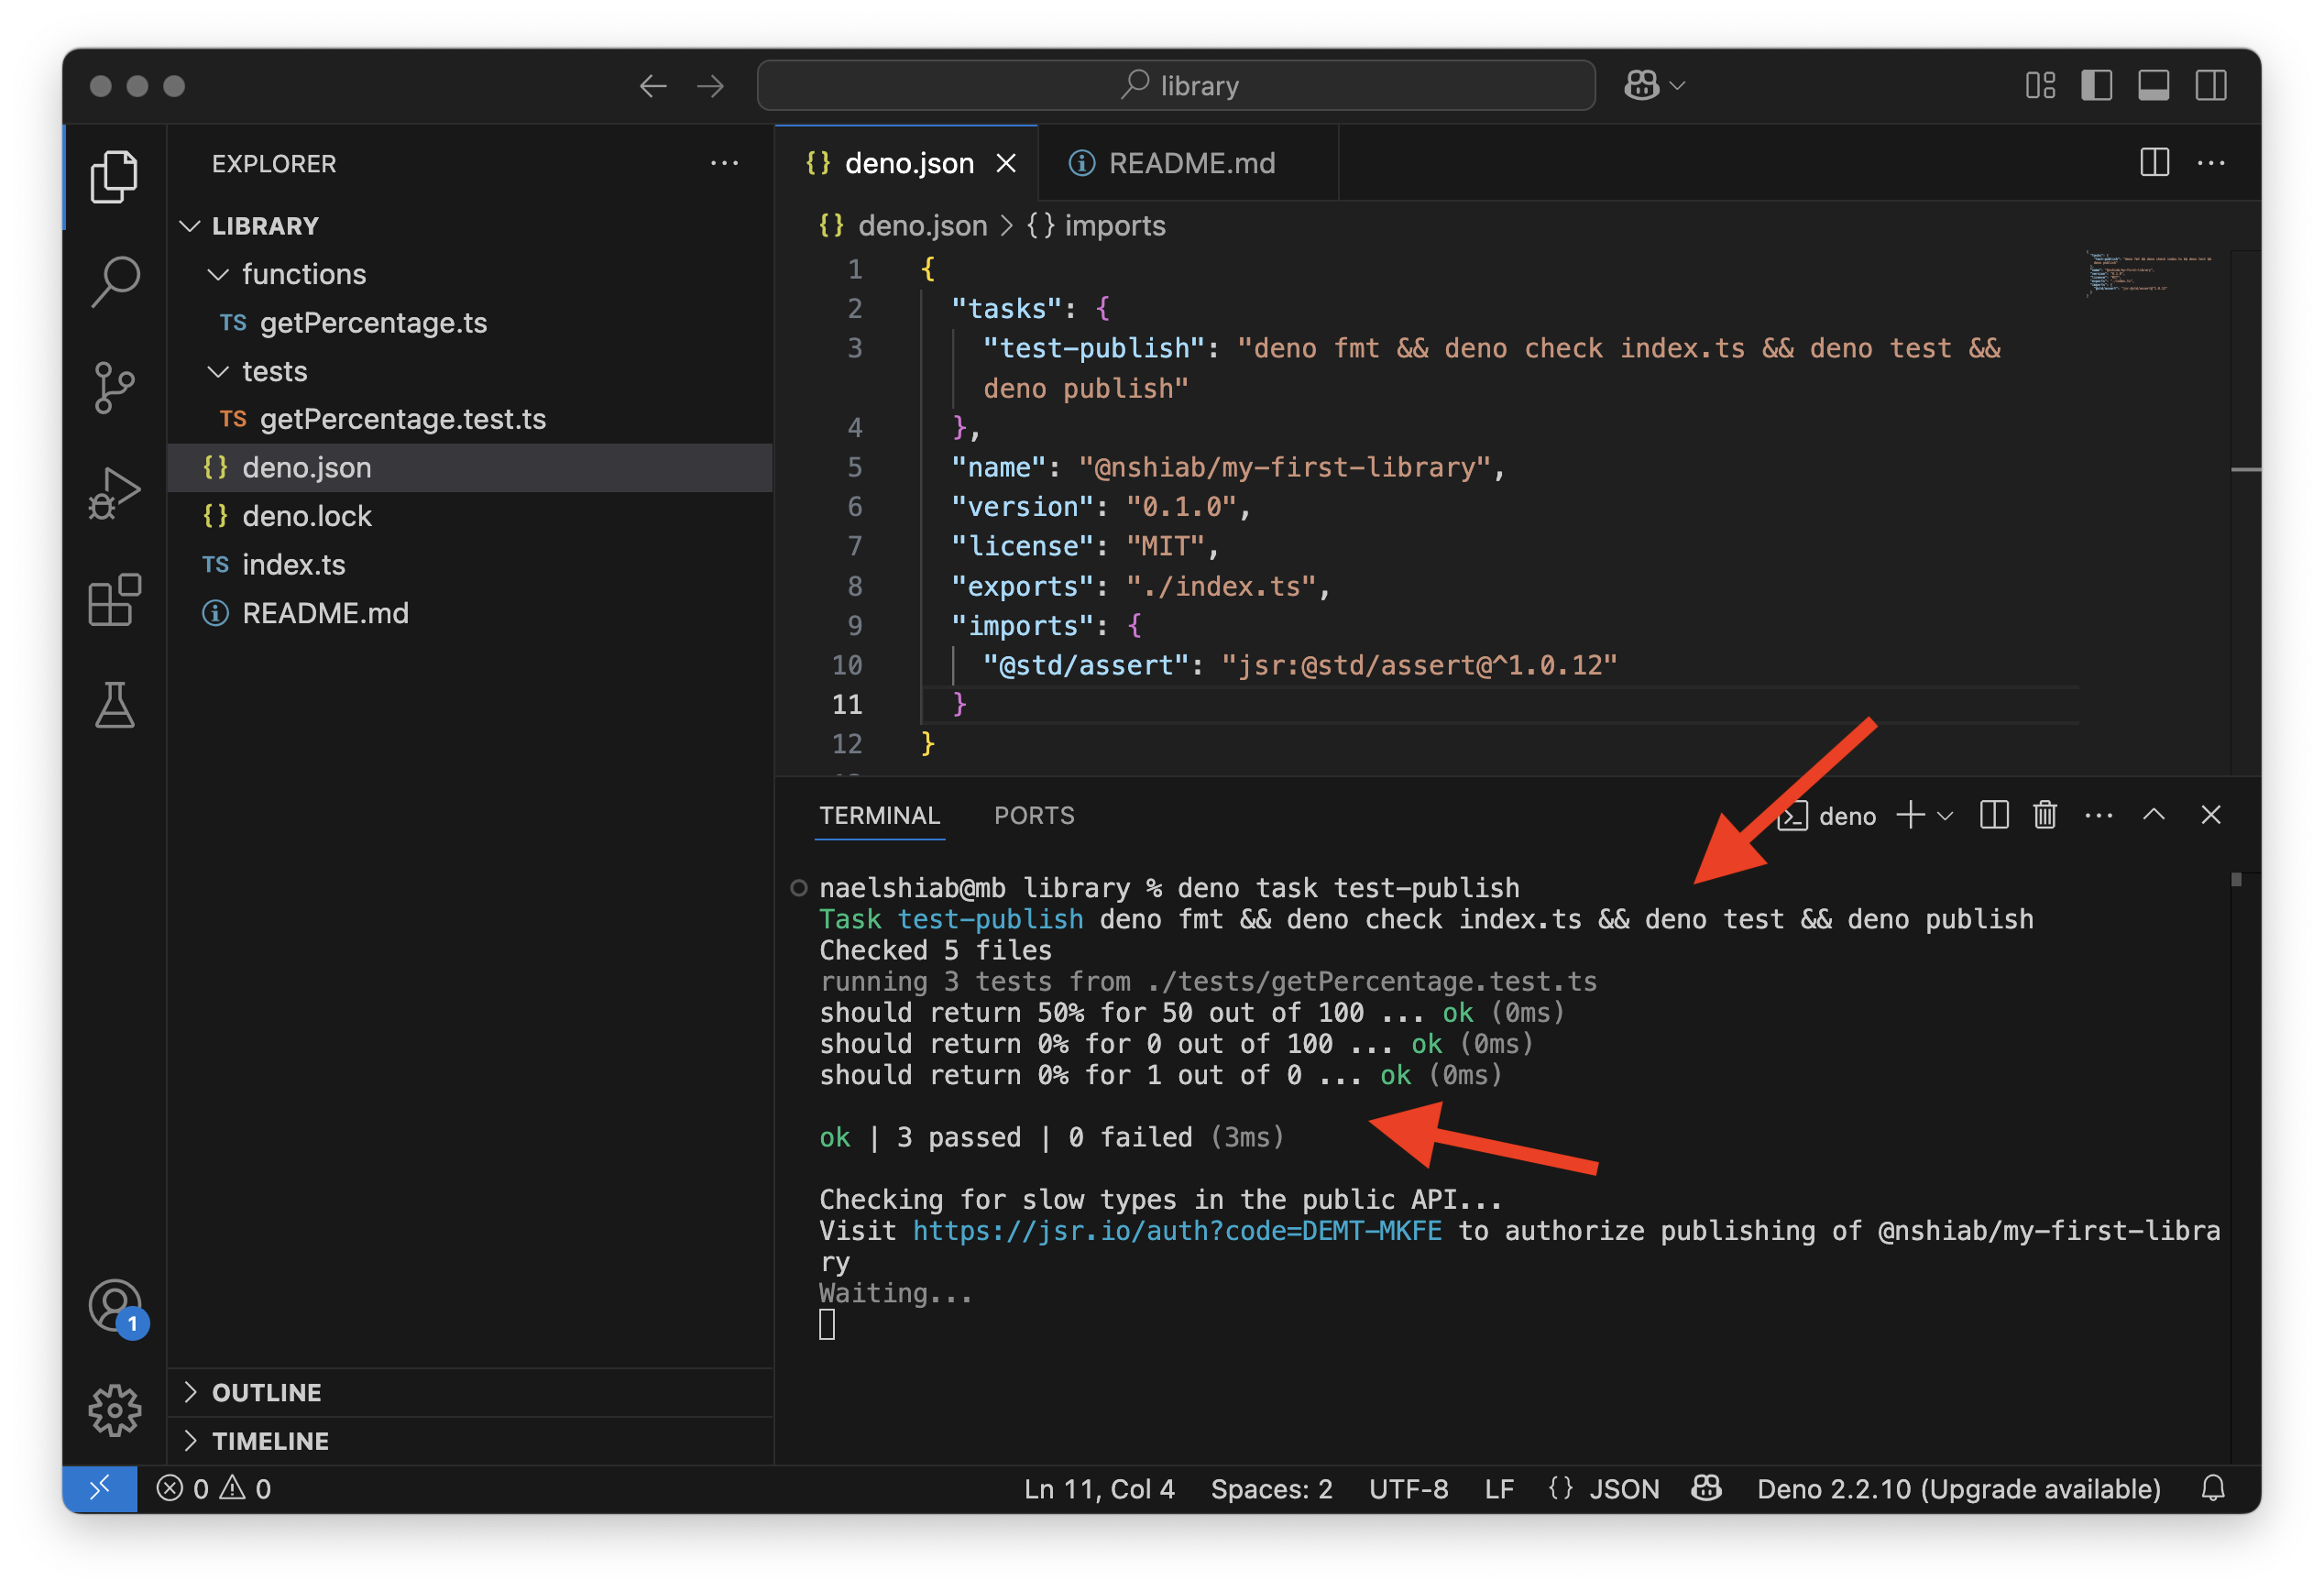 library
EXPLORER
LIBRARY
functions
TS getPercentage.ts
tests
TS getPercentage.test.ts
{} deno.json
{} deno.lock
TS index.ts
README.md
OUTLINE
TIMELINE
1
{} deno.json
README.md
{} deno.json > {} imports
1 {
2 "tasks": {
3 "test-publish": "deno fmt && deno check index.ts && deno test &&
deno publish"
4 },
5 "name": "@nshiab/my-first-library",
6 "version": "0.1.0",
7 "license": "MIT",
8 "exports": "./index.ts",
9 "imports": {
10 "@std/assert": "jsr:@std/assert@^1.0.12"
11 }
12 }
TERMINAL PORTS
deno
naelshiab@mb library % deno task test-publish
Task test-publish deno fmt && deno check index.ts && deno test && deno publish
Checked 5 files
running 3 tests from ./tests/getPercentage.test.ts
should return 50% for 50 out of 100 ... ok (0ms)
should return 0% for 0 out of 100 ... ok (0ms)
should return 0% for 1 out of 0 ... ok (0ms)
ok | 3 passed | 0 failed (3ms)
Checking for slow types in the public API...
Visit https://jsr.io/auth?code=DEMT-MKFE to authorize publishing of @nshiab/my-first-libra
ry
Waiting...
0 0 Ln 11, Col 4 Spaces: 2 UTF-8 LF {} JSON Deno 2.2.10 (Upgrade available)